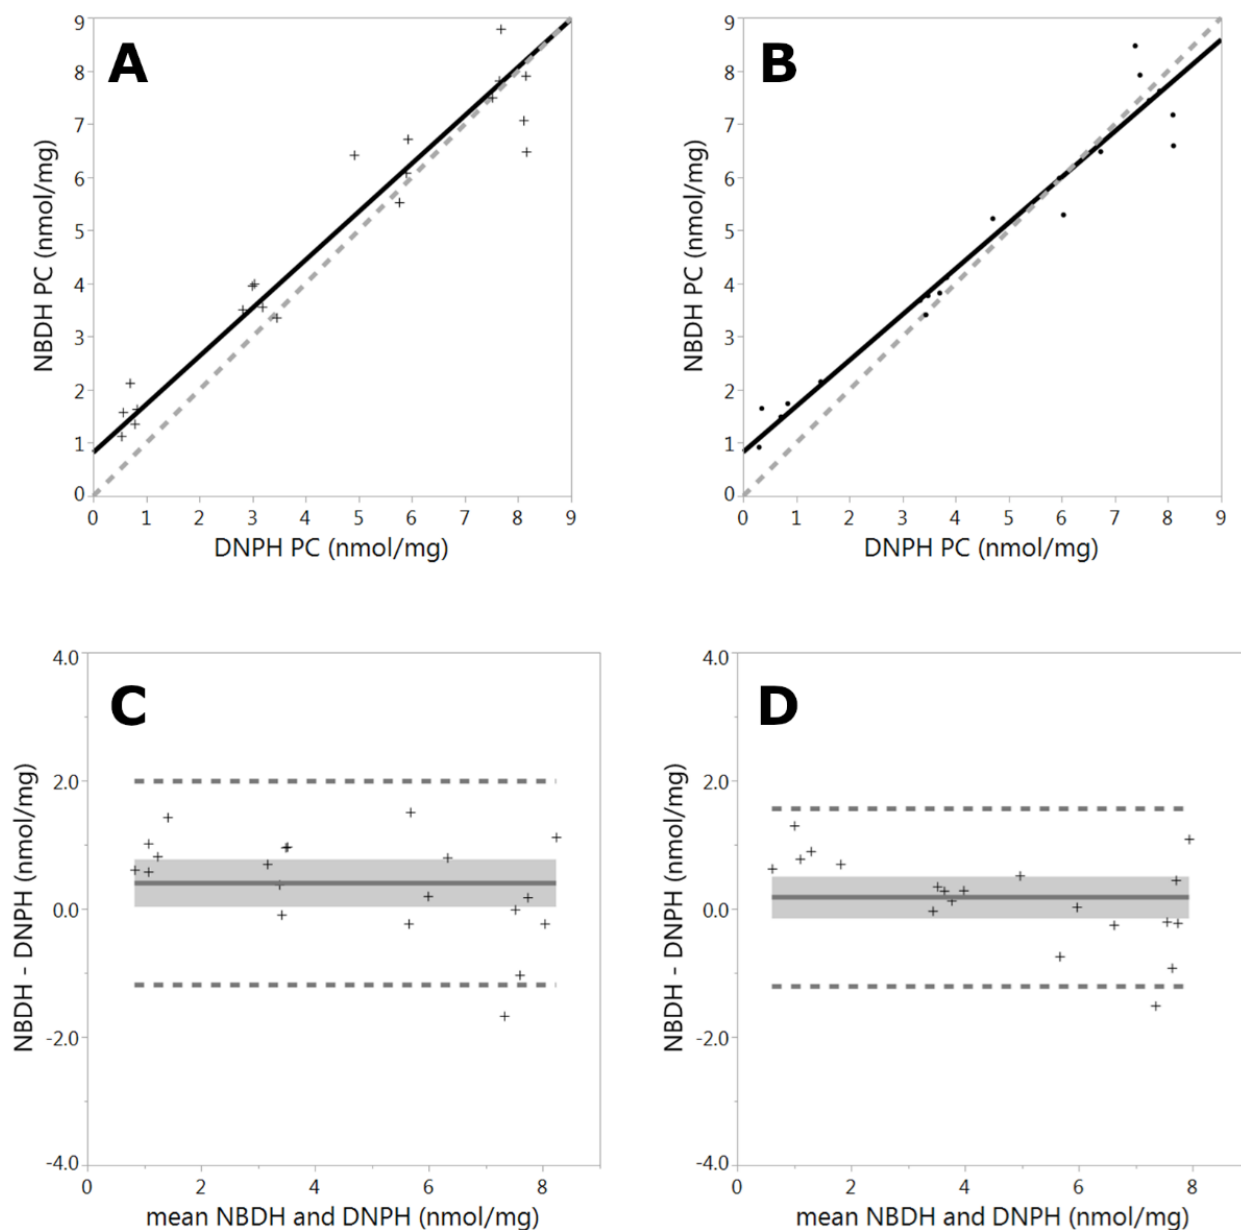 A
NBDH PC (nmol/mg)
9
8
7
6
5
4
3
2
1
0
0 1 2 3 4 5 6 7 8 9
DNPH PC (nmol/mg)
B
NBDH PC (nmol/mg)
9
8
7
6
5
4
3
2
1
0
0 1 2 3 4 5 6 7 8 9
DNPH PC (nmol/mg)
C
NBDH - DNPH (nmol/mg)
4.0
2.0
0.0
-2.0
-4.0
0 2 4 6 8
mean NBDH and DNPH (nmol/mg)
D
NBDH - DNPH (nmol/mg)
4.0
2.0
0.0
-2.0
-4.0
0 2 4 6 8
mean NBDH and DNPH (nmol/mg)